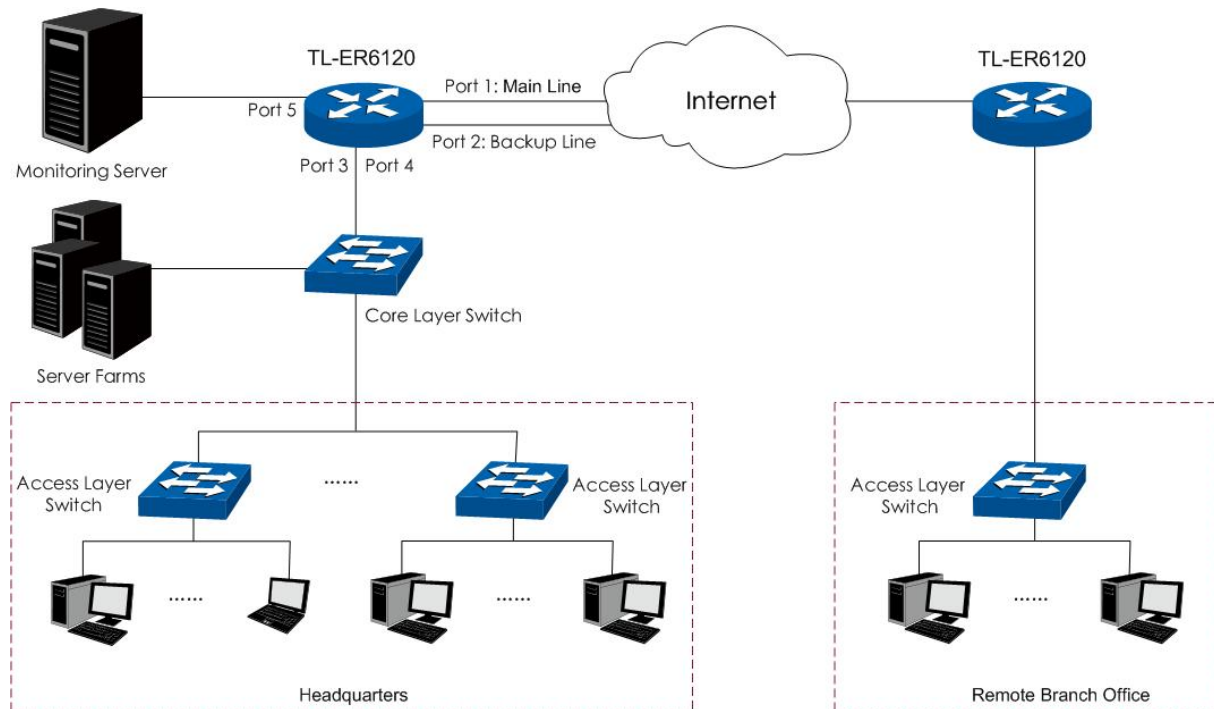 TL-ER6120
TL-ER6120
Port 1: Main Line
Internet
Port 5
Port 2: Backup Line
Monitoring Server
Port 3
Port 4
Core Layer Switch
Server Farms
Access Layer
Switch
......
Access Layer
Switch
Access Layer
Switch
......
......
......
Headquarters
Remote Branch Office